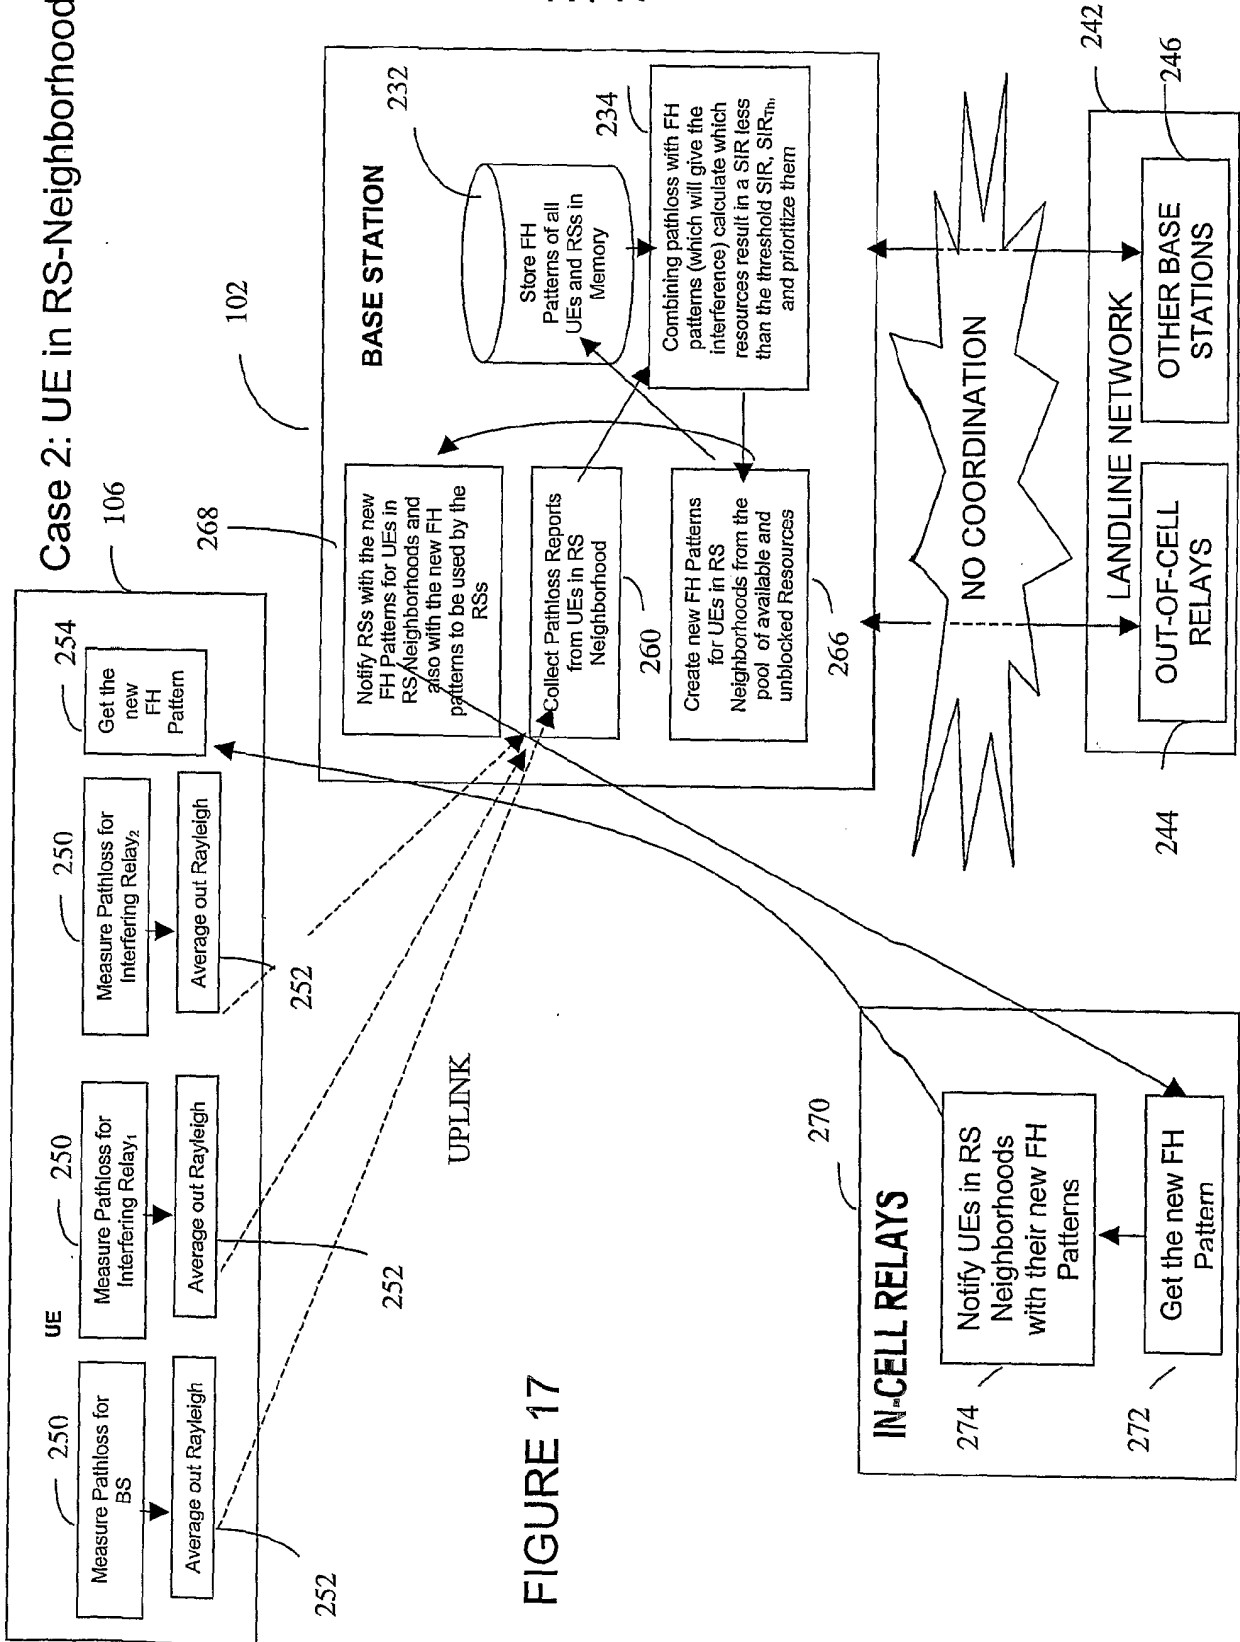 Case 2: UE in RS-Neighborhood
106
UE
250
Measure Pathloss for
BS
Average out Rayleigh
252
250
Measure Pathloss for
Interfering Relay₁
Average out Rayleigh
252
250
Measure Pathloss for
Interfering Relay₂
Average out Rayleigh
252
254
Get the
new
FH
Pattern
UPLINK
102
BASE STATION
268
Notify RSs with the new
FH Patterns for UEs in
RS Neighborhoods and
also with the new FH
patterns to be used by the
RSs
Collect Pathloss Reports
from UEs in RS
Neighborhood
260
Create new FH Patterns
for UEs in RS
Neighborhoods from the
pool of available and
unblocked Resources
266
232
Store FH
Patterns of all
UEs and RSs in
Memory
234
Combining pathloss with FH
patterns (which will give the
interference) calculate which
resources result in a SIR less
than the threshold SIR, SIR_Th,
and prioritize them
NO COORDINATION
242
LANDLINE NETWORK
OUT-OF-CELL
RELAYS
244
OTHER BASE
STATIONS
246
270
IN-CELL RELAYS
274
Notify UEs in RS
Neighborhoods
with their new FH
Patterns
272
Get the new FH
Pattern
FIGURE 17